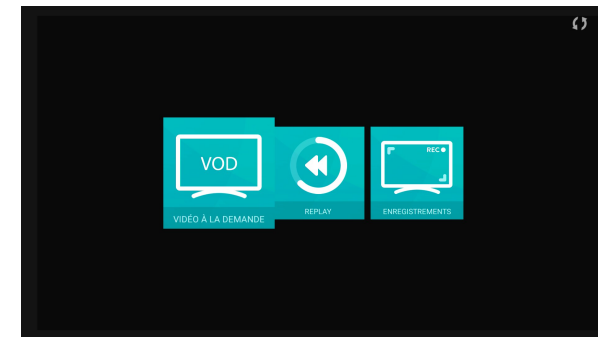 VOD
VIDÉO À LA DEMANDE
REPLAY
REC
ENREGISTREMENTS